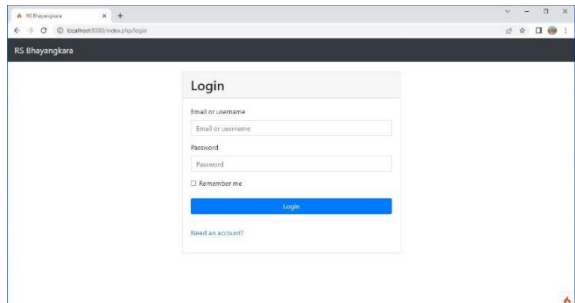 RS Bhayangkara
localhost:8080/index.php/login
RS Bhayangkara
Login
Email or username
Email or username
Password
Password
Remember me
Login
Need an account?